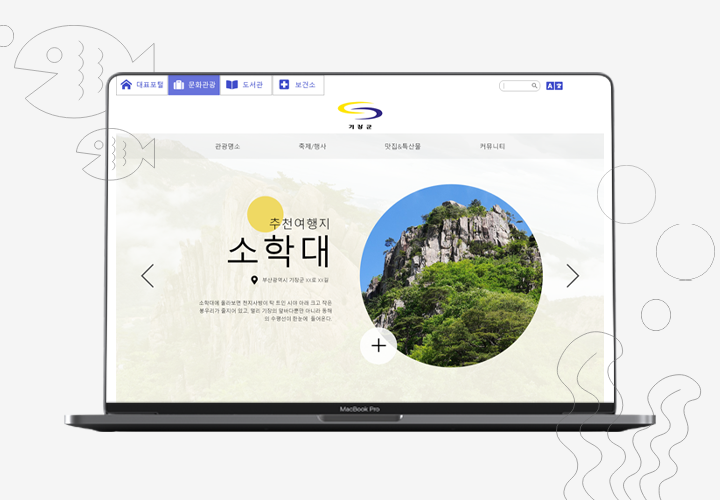 대표포털 문화관광 도서관 보건소
기장군
관광명소 축제/행사 맛집&특산물 커뮤니티
추천여행지
소학대
부산광역시 기장군 XX로 XX길
소학대에 올라보면 천지사방이 탁 트인 시야 아래 크고 작은
봉우리가 줄지어 있고, 멀리 기장의 앞바다뿐만 아니라 동해
의 수평선이 한눈에 들어온다.
MacBook Pro